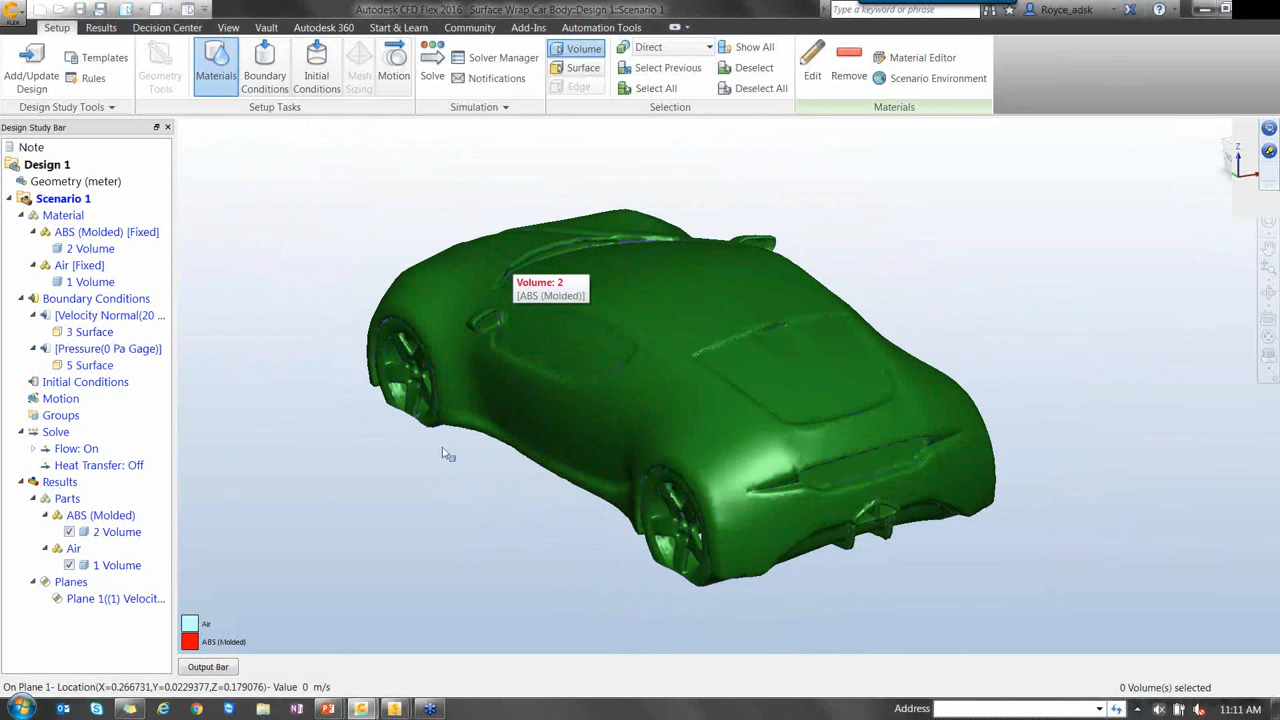 Autodesk CFD Flex 2016   Surface Wrap Car Body:Design 1:Scenario 1
Type a keyword or phrase
Royce_adsk
FLEX
Setup Results Decision Center View Vault Autodesk 360 Start & Learn Community Add-Ins Automation Tools
Add/Update Design
Templates
Rules
Design Study Tools
Geometry Tools
Materials
Boundary Conditions
Initial Conditions
Mesh Sizing
Motion
Setup Tasks
Solve
Solver Manager
Notifications
Simulation
Volume
Surface
Edge
Direct
Select Previous
Select All
Show All
Deselect
Deselect All
Selection
Edit
Remove
Material Editor
Scenario Environment
Materials
Design Study Bar
Note
Design 1
Geometry (meter)
Scenario 1
Material
ABS (Molded) [Fixed]
2 Volume
Air [Fixed]
1 Volume
Boundary Conditions
[Velocity Normal(20 ...
3 Surface
[Pressure(0 Pa Gage)]
5 Surface
Initial Conditions
Motion
Groups
Solve
Flow: On
Heat Transfer: Off
Results
Parts
ABS (Molded)
2 Volume
Air
1 Volume
Planes
Plane 1((1) Velocit...
Volume: 2
[ABS (Molded)]
Z
Air
ABS (Molded)
Output Bar
On Plane 1- Location(X=0.266731,Y=0.0229377,Z=0.179076)- Value 0 m/s
0 Volume(s) selected
Address
11:11 AM